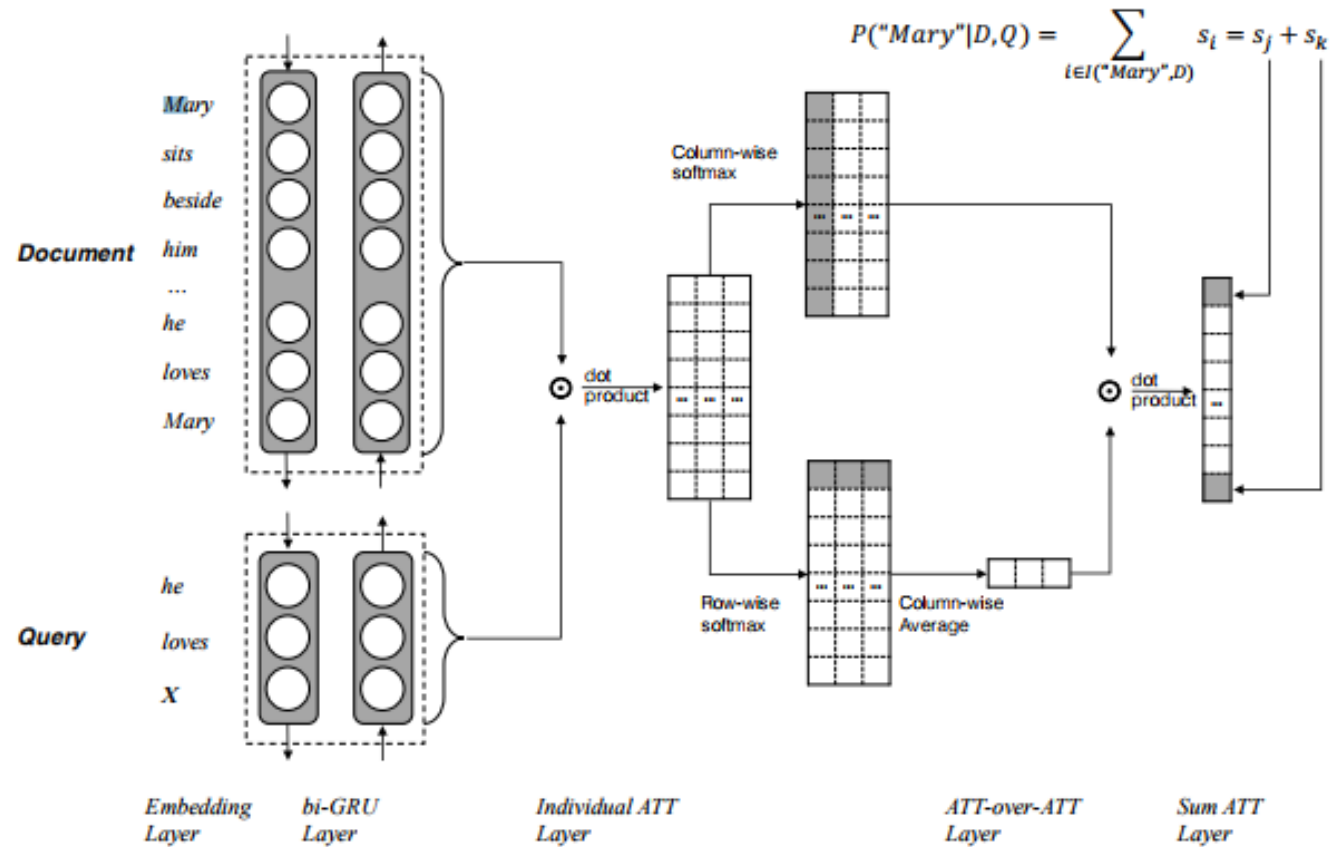 P("Mary"|D,Q) = ∑ s_i = s_j + s_k
i∈I("Mary",D)
Document
Mary
sits
beside
him
...
he
loves
Mary
Query
he
loves
X
dot
product
... ... ...
Column-wise
softmax
... ... ...
Row-wise
softmax
... ... ...
Column-wise
Average
dot
product
...
Embedding
Layer
bi-GRU
Layer
Individual ATT
Layer
ATT-over-ATT
Layer
Sum ATT
Layer